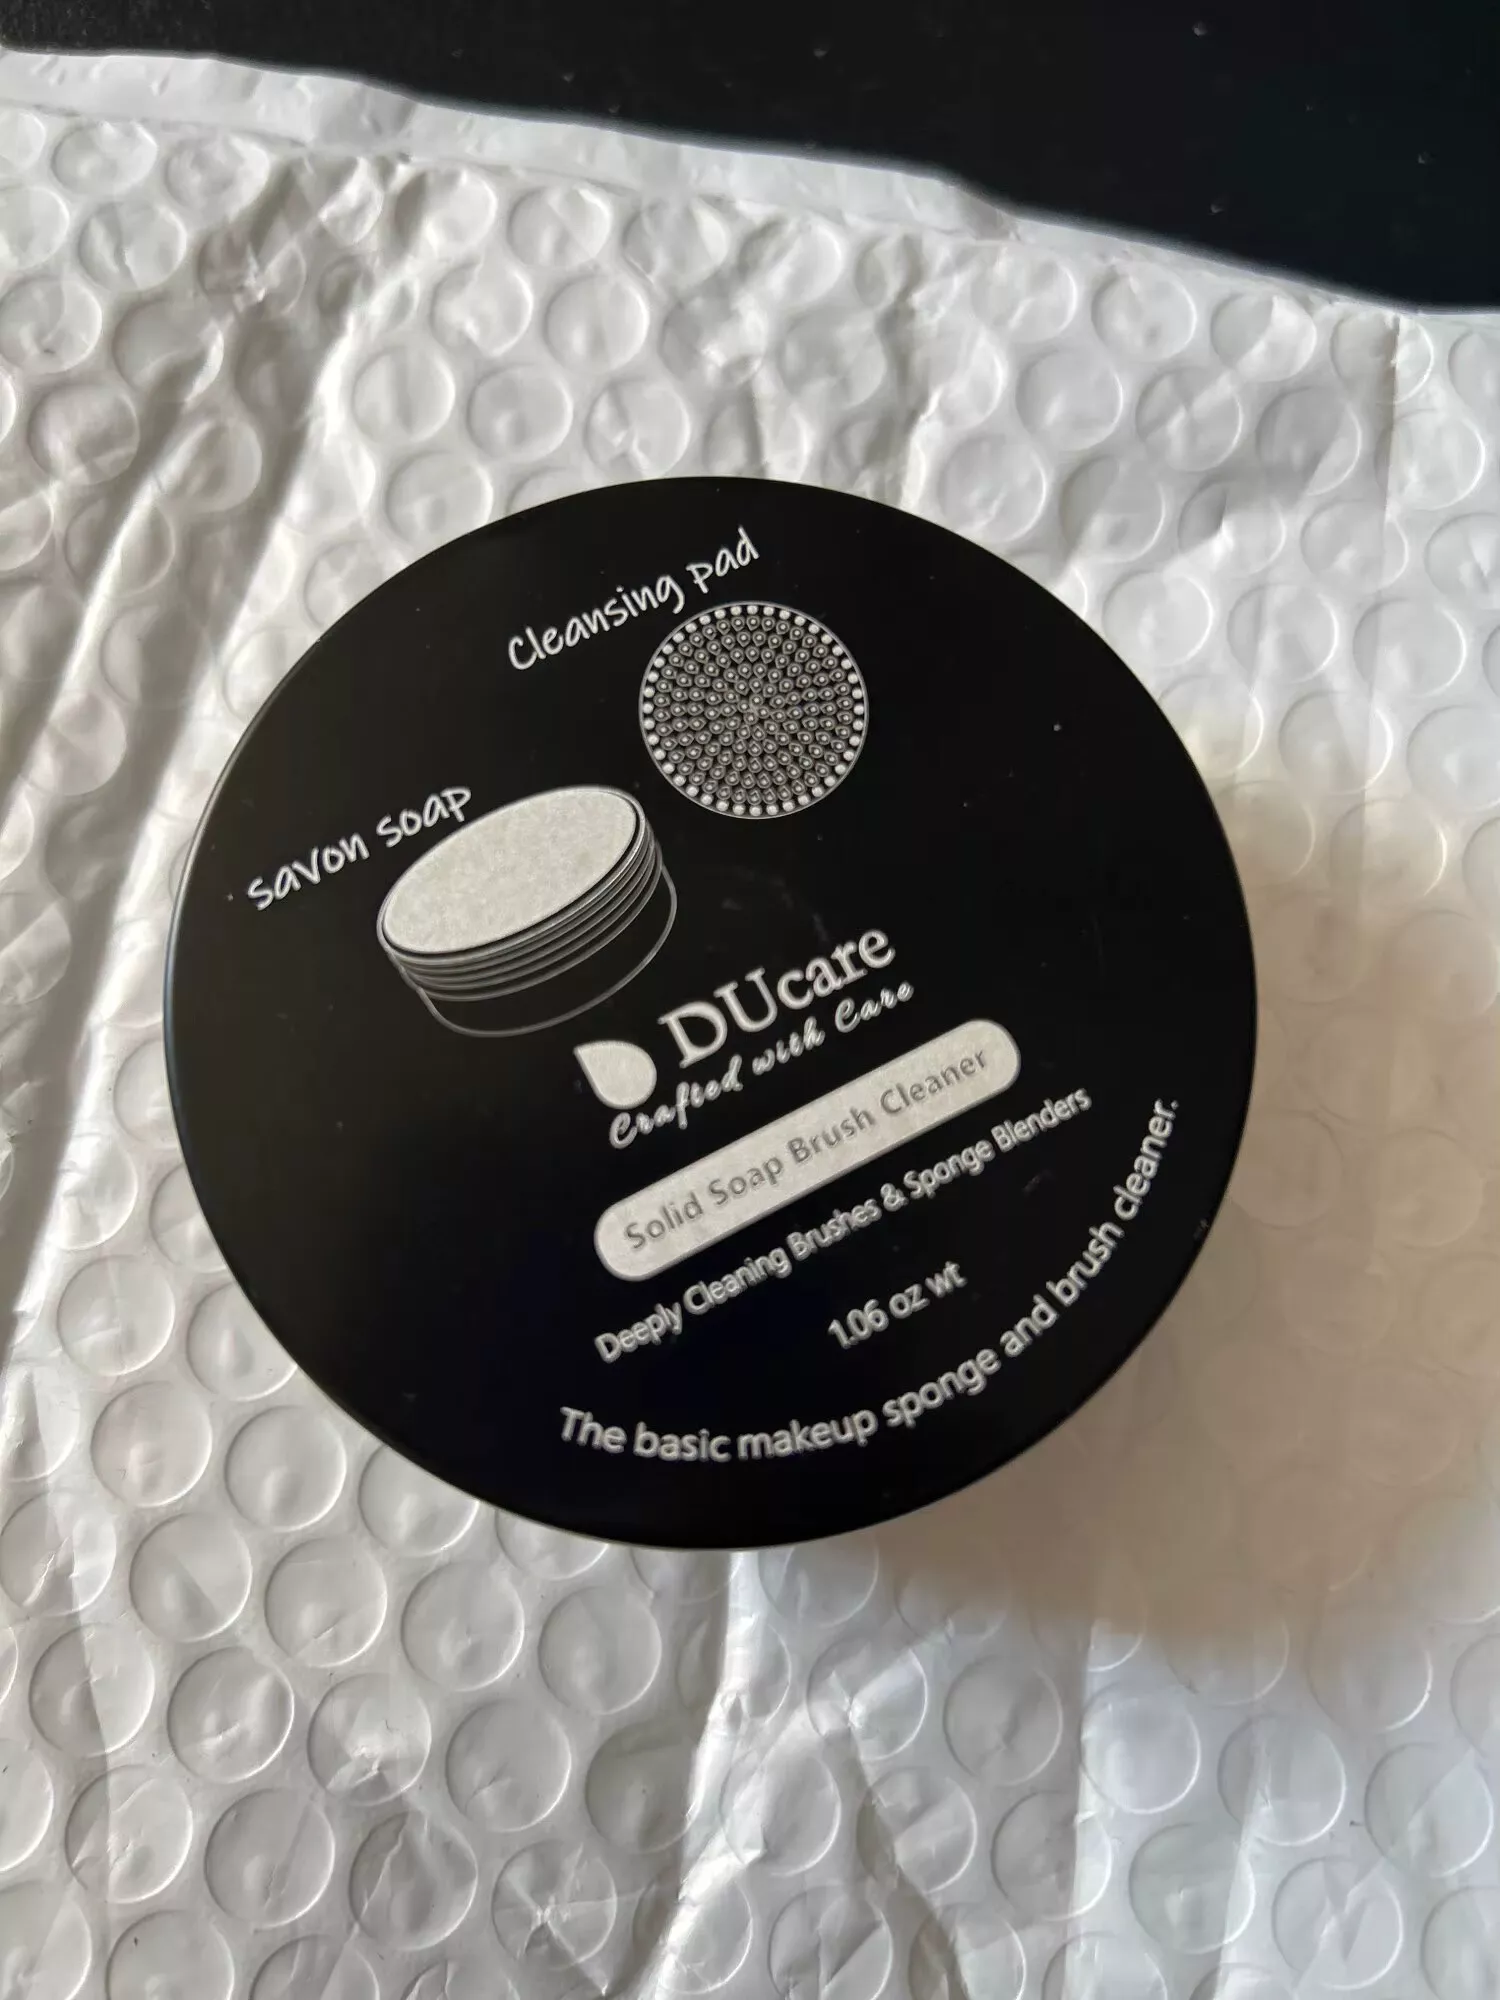 Cleansing pad
savon soap
DUcare
Crafted with Care
Solid Soap Brush Cleaner
Deeply Cleaning Brushes & Sponge Blenders
1.06 oz wt
The basic makeup sponge and brush cleaner.